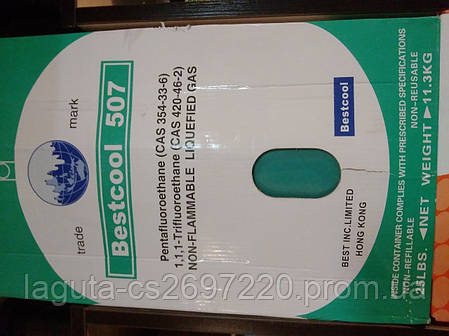 trade
mark
Bestcool 507
Pentafluoroethane (CAS 354-33-6)
1,1,1-Trifluoroethane (CAS 420-46-2)
NON-FLAMMABLE LIQUEFIED GAS
Bestcool
BEST INC.LIMITED
HONG KONG
INSIDE CONTAINER COMPLIES WITH PRESCRIBED SPECIFICATIONS
NON-REFILLABLE NON-REUSABLE
25LBS. ◄NET WEIGHT►11.3KG
laguta-cs2697220.prom.ua